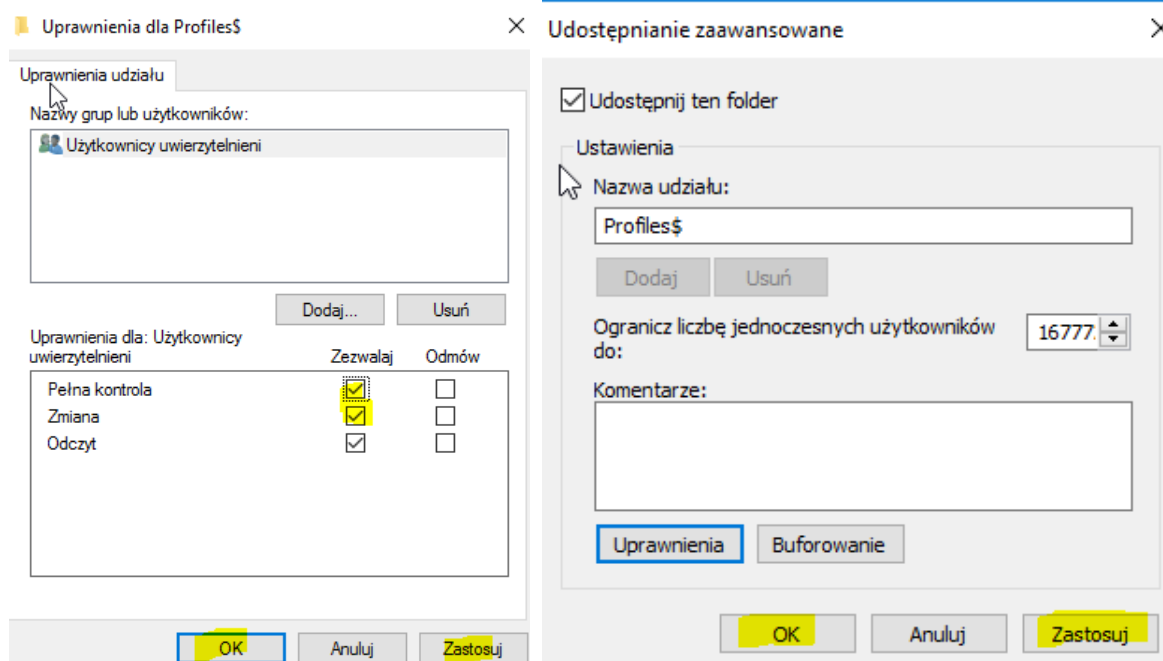 Uprawnienia dla Profiles$
Uprawnienia udziału
Nazwy grup lub użytkowników:
Użytkownicy uwierzytelnieni
Dodaj...
Usuń
Uprawnienia dla: Użytkownicy
uwierzytelnieni
Zezwalaj
Odmów
Pełna kontrola
Zmiana
Odczyt
OK
Anuluj
Zastosuj
Udostępnianie zaawansowane
Udostępnij ten folder
Ustawienia
Nazwa udziału:
Profiles$
Dodaj
Usuń
Ogranicz liczbę jednoczesnych użytkowników
do:
16777
Komentarze:
Uprawnienia
Buforowanie
OK
Anuluj
Zastosuj